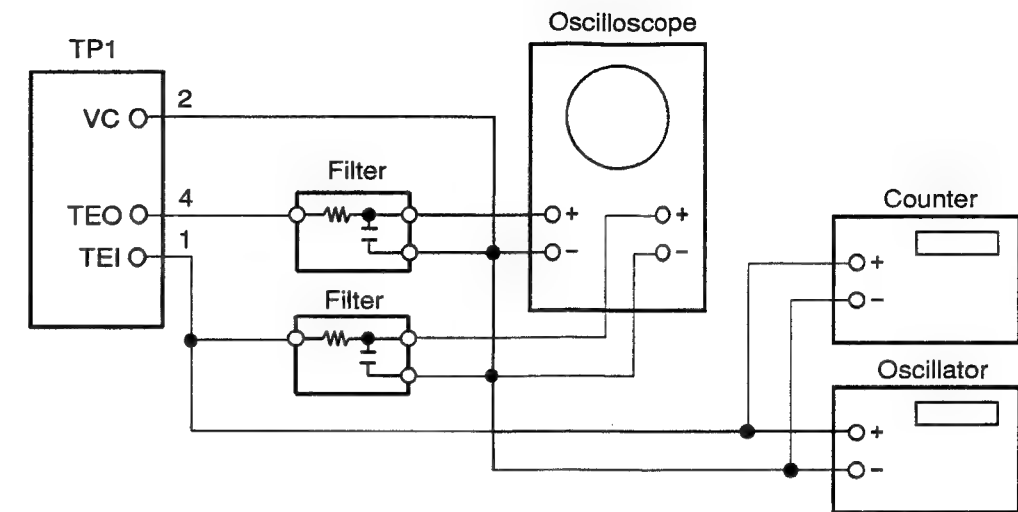 Oscilloscope
TP1
VC 2
Filter
TEO 4
+ +
Counter
TEI 1
- -
+
Filter
-
Oscillator
+
-